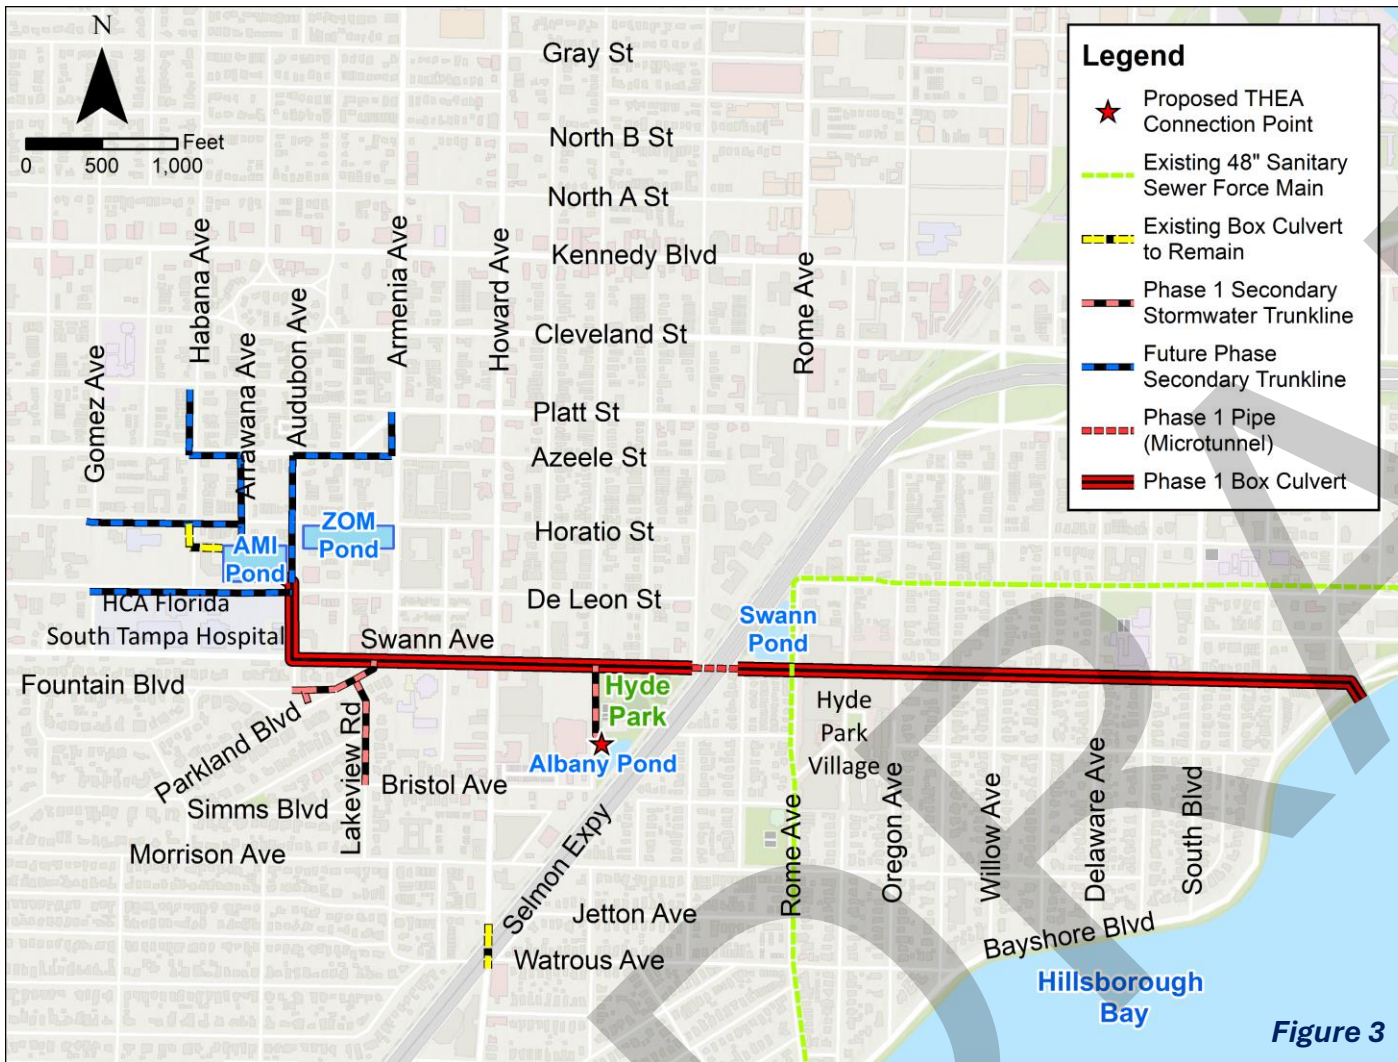 N
Feet
0 500 1,000
Gray St
North B St
North A St
Kennedy Blvd
Cleveland St
Platt St
Azeele St
Horatio St
De Leon St
Gomez Ave
Habana Ave
Arrawana Ave
Audubon Ave
Armenia Ave
Howard Ave
Rome Ave
Legend
Proposed THEA
Connection Point
Existing 48" Sanitary
Sewer Force Main
Existing Box Culvert
to Remain
Phase 1 Secondary
Stormwater Trunkline
Future Phase
Secondary Trunkline
Phase 1 Pipe
(Microtunnel)
Phase 1 Box Culvert
AMI
Pond
ZOM
Pond
HCA Florida
South Tampa Hospital
Swann Ave
Swann
Pond
Fountain Blvd
Parkland Blvd
Lakeview Rd
Simms Blvd
Bristol Ave
Morrison Ave
Hyde
Park
Albany Pond
Selmon Expy
Jetton Ave
Watrous Ave
Hyde
Park
Village
Rome Ave
Oregon Ave
Willow Ave
Delaware Ave
South Blvd
Bayshore Blvd
Hillsborough
Bay
Figure 3
DRA